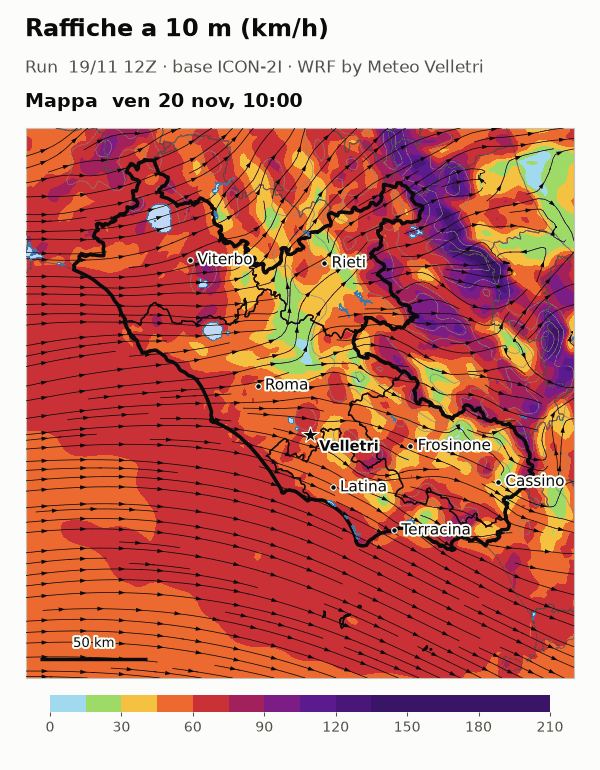 Raffiche a 10 m (km/h)
Run  19/11 12Z · base ICON-2I · WRF by Meteo Velletri
Mappa  ven 20 nov, 10:00
Viterbo
Rieti
Roma
Velletri
Frosinone
Latina
Cassino
Terracina
50 km
0 30 60 90 120 150 180 210